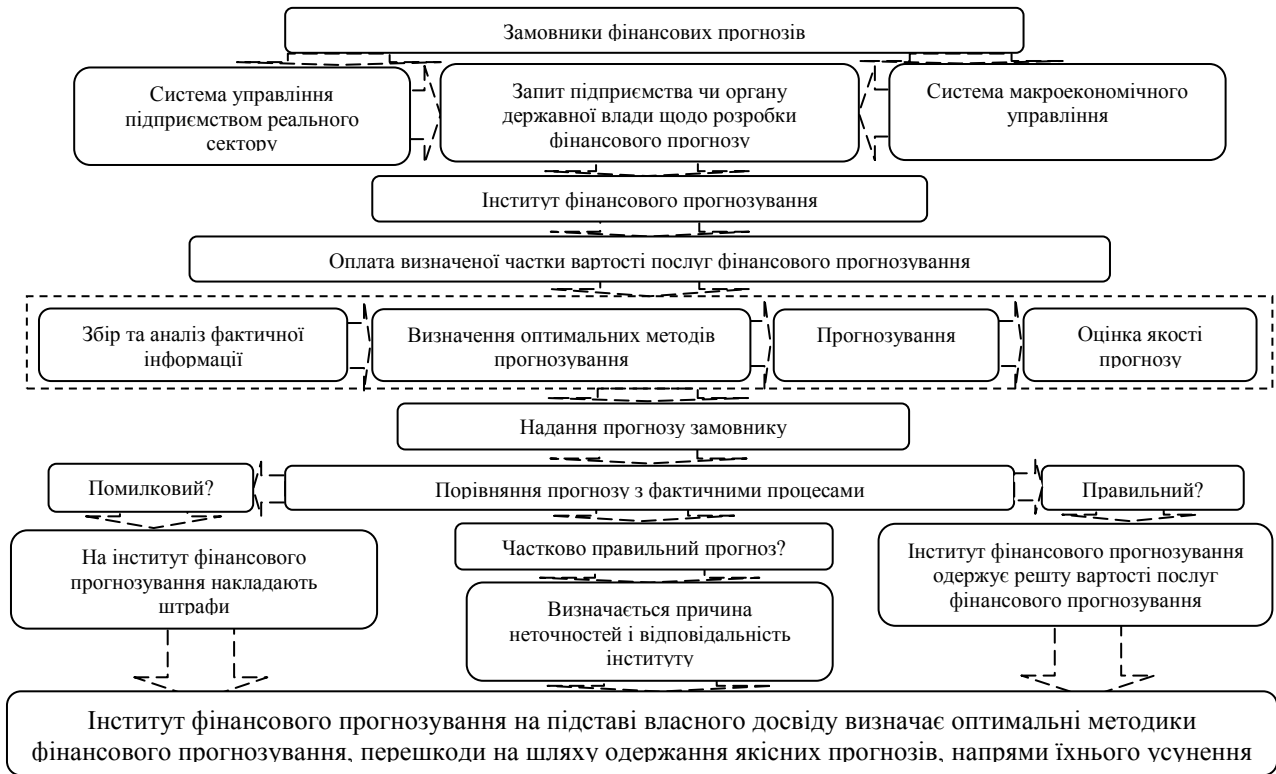 Замовники фінансових прогнозів
Система управління
підприємством реального
сектору
Запит підприємства чи органу
державної влади щодо розробки
фінансового прогнозу
Система макроекономічного
управління
Інститут фінансового прогнозування
Оплата визначеної частки вартості послуг фінансового прогнозування
Збір та аналіз фактичної
інформації
Визначення оптимальних методів
прогнозування
Прогнозування
Оцінка якості
прогнозу
Надання прогнозу замовнику
Помилковий?
Порівняння прогнозу з фактичними процесами
Правильний?
На інститут фінансового
прогнозування накладають
штрафи
Частково правильний прогноз?
Інститут фінансового прогнозування
одержує решту вартості послуг
фінансового прогнозування
Визначається причина
неточностей і відповідальність
інституту
Інститут фінансового прогнозування на підставі власного досвіду визначає оптимальні методики
фінансового прогнозування, перешкоди на шляху одержання якісних прогнозів, напрями їхнього усунення